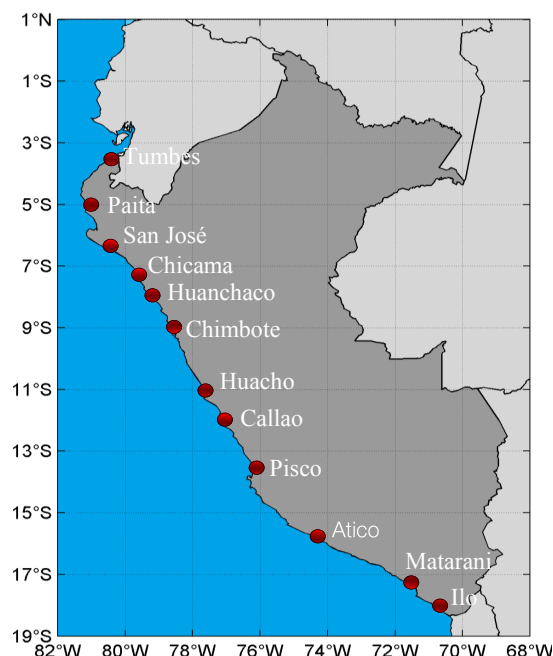 1°N
1°S
3°S
Tumbes
5°S
Paita
San José
7°S
Chicama
Huanchaco
9°S
Chimbote
11°S
Huacho
Callao
13°S
Pisco
15°S
Atico
17°S
Matarani
Ilo
19°S
82°W 80°W 78°W 76°W 74°W 72°W 70°W 68°W